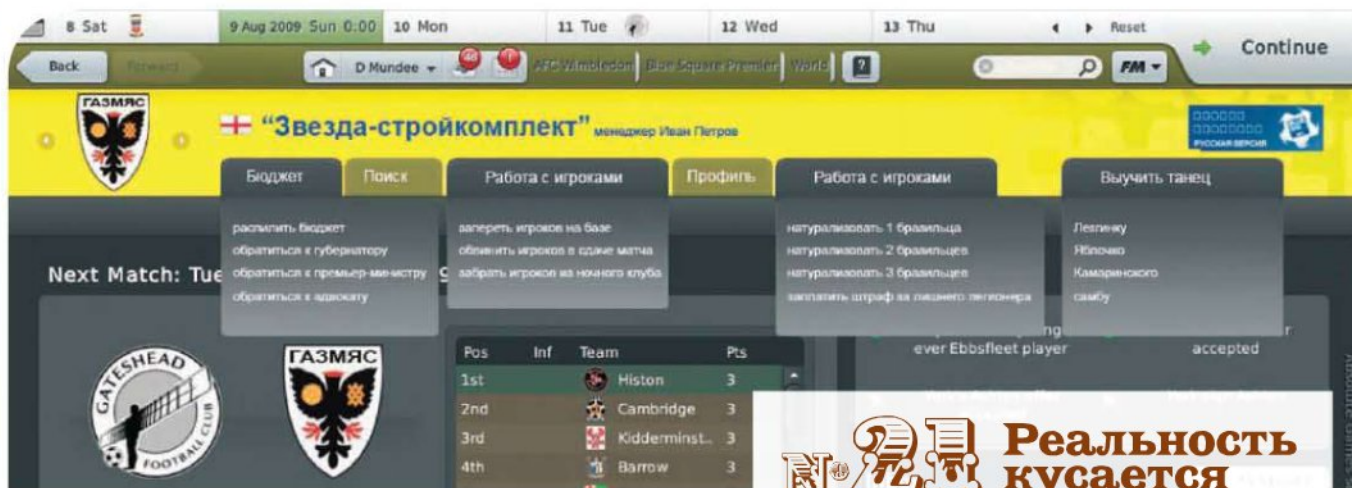 8 Sat 9 Aug 2009 Sun 0:00 10 Mon 11 Tue 12 Wed 13 Thu Reset
Continue
Back Forward D Mundee AFC Wimbledon Blue Square Premier World FM
ГАЗМЯС
"Звезда-стройкомплект" менеджер Иван Петров
РУССКАЯ ВЕРСИЯ
Бюджет Поиск Работа с игроками Профиль Работа с игроками Выучить танец
распилить бюджет
обратиться к губернатору
обратиться к премьер-министру
обратиться к адвокату
запереть игроков на базе
обвинить игроков в сдаче матча
забрать игроков из ночного клуба
натурализовать 1 бразильца
натурализовать 2 бразильцев
натурализовать 3 бразильцев
заплатить штраф за лишнего легионера
Лезгинку
Яблочко
Камаринского
самбу
Next Match: Tue
GATESHEAD
FOOTBALL CLUB
ГАЗМЯС
Pos Inf Team Pts
1st Histon 3
2nd Cambridge 3
3rd Kidderminst.. 3
4th Barrow 3
ever Ebbsfleet player
accepted
№21 Реальность
кусается